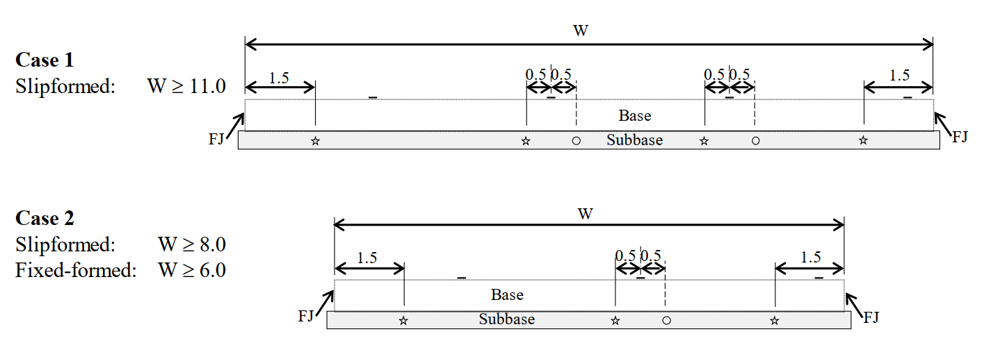 W
Case 1
Slipformed: W ≥ 11.0
1.5 0.5 0.5 0.5 0.5 1.5
Base
FJ Subbase FJ
Case 2
W
Slipformed: W ≥ 8.0
Fixed-formed: W ≥ 6.0
1.5 0.5 0.5 1.5
Base
FJ Subbase FJ